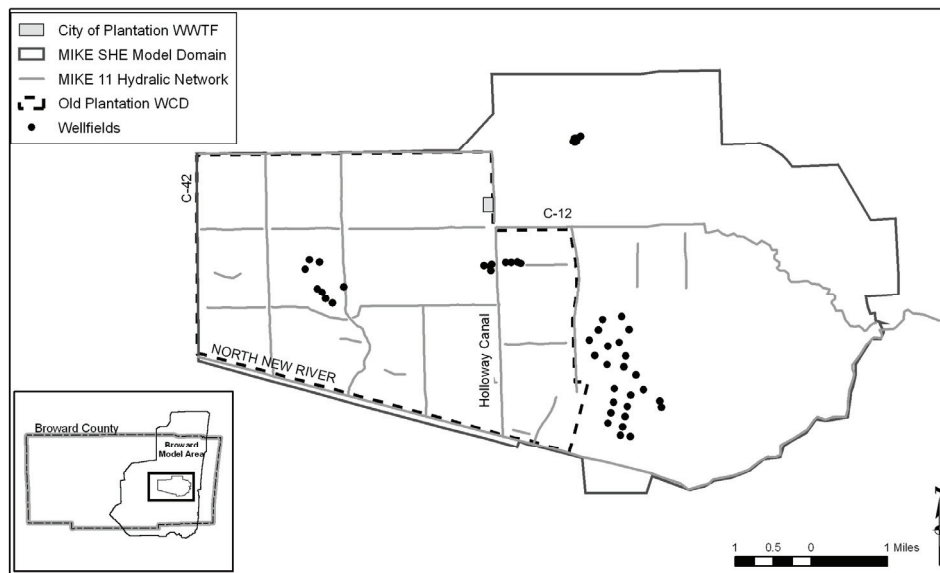 City of Plantation WWTF
MIKE SHE Model Domain
MIKE 11 Hydralic Network
Old Plantation WCD
Wellfields
C-42
C-12
Holloway Canal
NORTH NEW RIVER
Broward County
Broward
Model Area
1 0.5 0 1 Miles